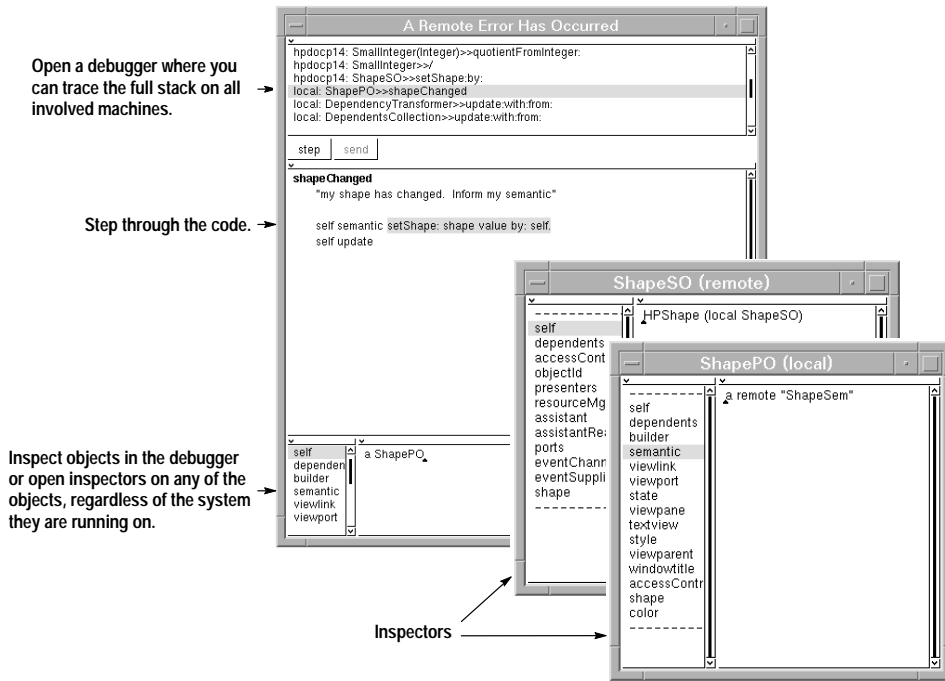 A Remote Error Has Occurred
hpdocp14: SmallInteger(Integer)>>quotientFromInteger:
hpdocp14: SmallInteger>>/
hpdocp14: ShapeSO>>setShape:by:
local: ShapePO>>shapeChanged
local: DependencyTransformer>>update:with:from:
local: DependentsCollection>>update:with:from:
Open a debugger where you
can trace the full stack on all
involved machines.
step
send
shapeChanged
"my shape has changed. Inform my semantic"
self semantic setShape: shape value by: self.
self update
Step through the code.
self
dependen
builder
semantic
viewlink
viewport
a ShapePO
Inspect objects in the debugger
or open inspectors on any of the
objects, regardless of the system
they are running on.
ShapeSO (remote)
self
dependents
accessCont
objectId
presenters
resourceMg
assistant
assistantRe
ports
eventChann
eventSuppli
shape
HPShape (local ShapeSO)
ShapePO (local)
self
dependents
builder
semantic
viewlink
viewport
state
viewpane
textview
style
viewparent
windowtitle
accessContr
shape
color
a remote "ShapeSem"
Inspectors